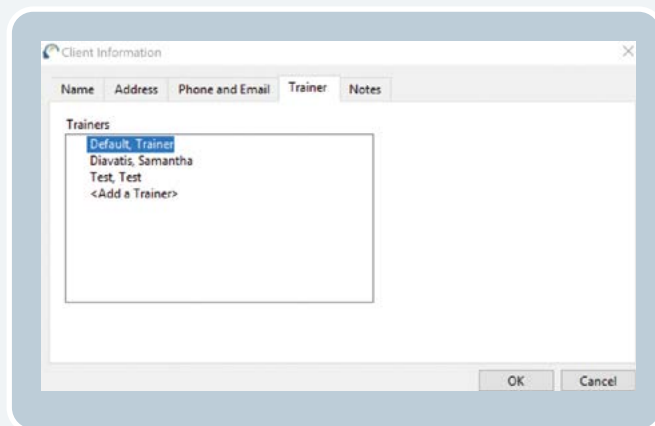 Client Information
Name Address Phone and Email Trainer Notes
Trainers
Default, Trainer
Diavatis, Samantha
Test, Test
<Add a Trainer>
OK Cancel